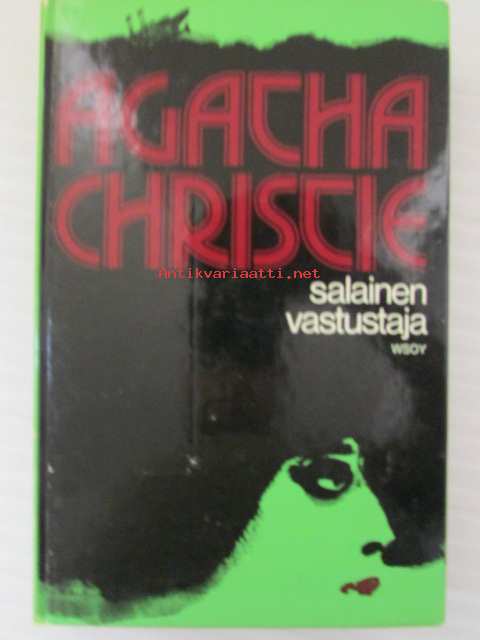 AGATHA
CHRISTIE
Antikvariaatti.net
salainen
vastustaja
WSOY